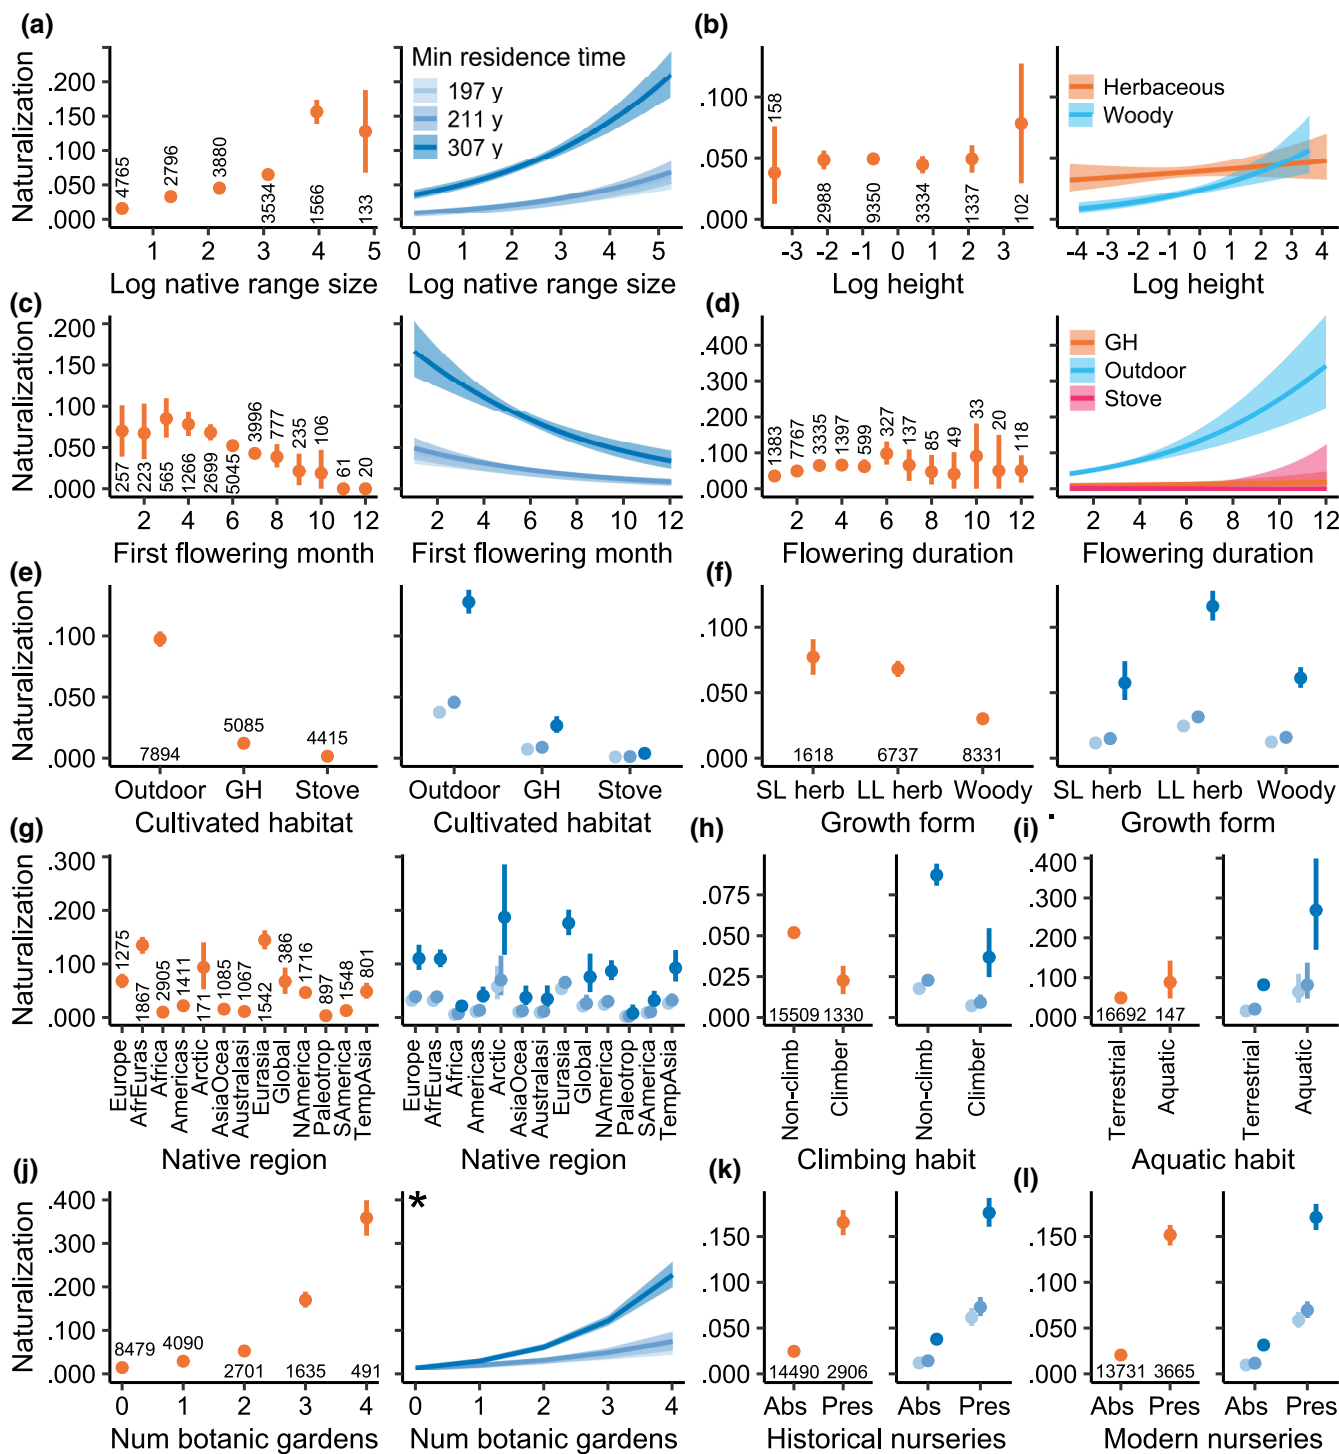 (a)
Naturalization
.200
.150
.100
.050
.000
4765
2796
3880
3534
1566
133
1 2 3 4 5
Log native range size
Min residence time
197 y
211 y
307 y
0 1 2 3 4 5
Log native range size
(b)
.100
.050
.000
158
2988
9350
3334
1337
102
-3 -2 -1 0 1 2 3
Log height
Herbaceous
Woody
-4 -3 -2 -1 0 1 2 3 4
Log height
(c)
Naturalization
.200
.150
.100
.050
.000
257
223
565
1266
2699
5045
3996
777
235
106
61
20
2 4 6 8 10 12
First flowering month
2 4 6 8 10 12
First flowering month
(d)
.400
.300
.200
.100
.000
1383
7767
3335
1397
599
327
137
85
49
33
20
118
2 4 6 8 10 12
Flowering duration
GH
Outdoor
Stove
2 4 6 8 10 12
Flowering duration
(e)
Naturalization
.100
.050
.000
7894
5085
4415
Outdoor GH Stove
Cultivated habitat
Outdoor GH Stove
Cultivated habitat
(f)
.100
.050
.000
1618
6737
8331
SL herb LL herb Woody
Growth form
SL herb LL herb Woody
Growth form
(g)
Naturalization
.300
.200
.100
.000
1275
1867
2905
1411
171
1085
1067
1542
386
1716
897
1548
801
Europe
AfrEuras
Africa
Americas
Arctic
AsiaOcea
Australasi
Eurasia
Global
NAmerica
Paleotrop
SAmerica
TempAsia
Native region
Europe
AfrEuras
Africa
Americas
Arctic
AsiaOcea
Australasi
Eurasia
Global
NAmerica
Paleotrop
SAmerica
TempAsia
Native region
(h)
.075
.050
.025
.000
15509
1330
Non-climb
Climber
Non-climb
Climber
Climbing habit
(i)
.400
.300
.200
.100
.000
16692
147
Terrestrial
Aquatic
Terrestrial
Aquatic
Aquatic habit
(j)
Naturalization
.400
.300
.200
.100
.000
8479
4090
2701
1635
491
0 1 2 3 4
Num botanic gardens
*
0 1 2 3 4
Num botanic gardens
(k)
.150
.100
.050
.000
14490
2906
Abs Pres
Abs Pres
Historical nurseries
(l)
.150
.100
.050
.000
13731
3665
Abs Pres
Abs Pres
Modern nurseries